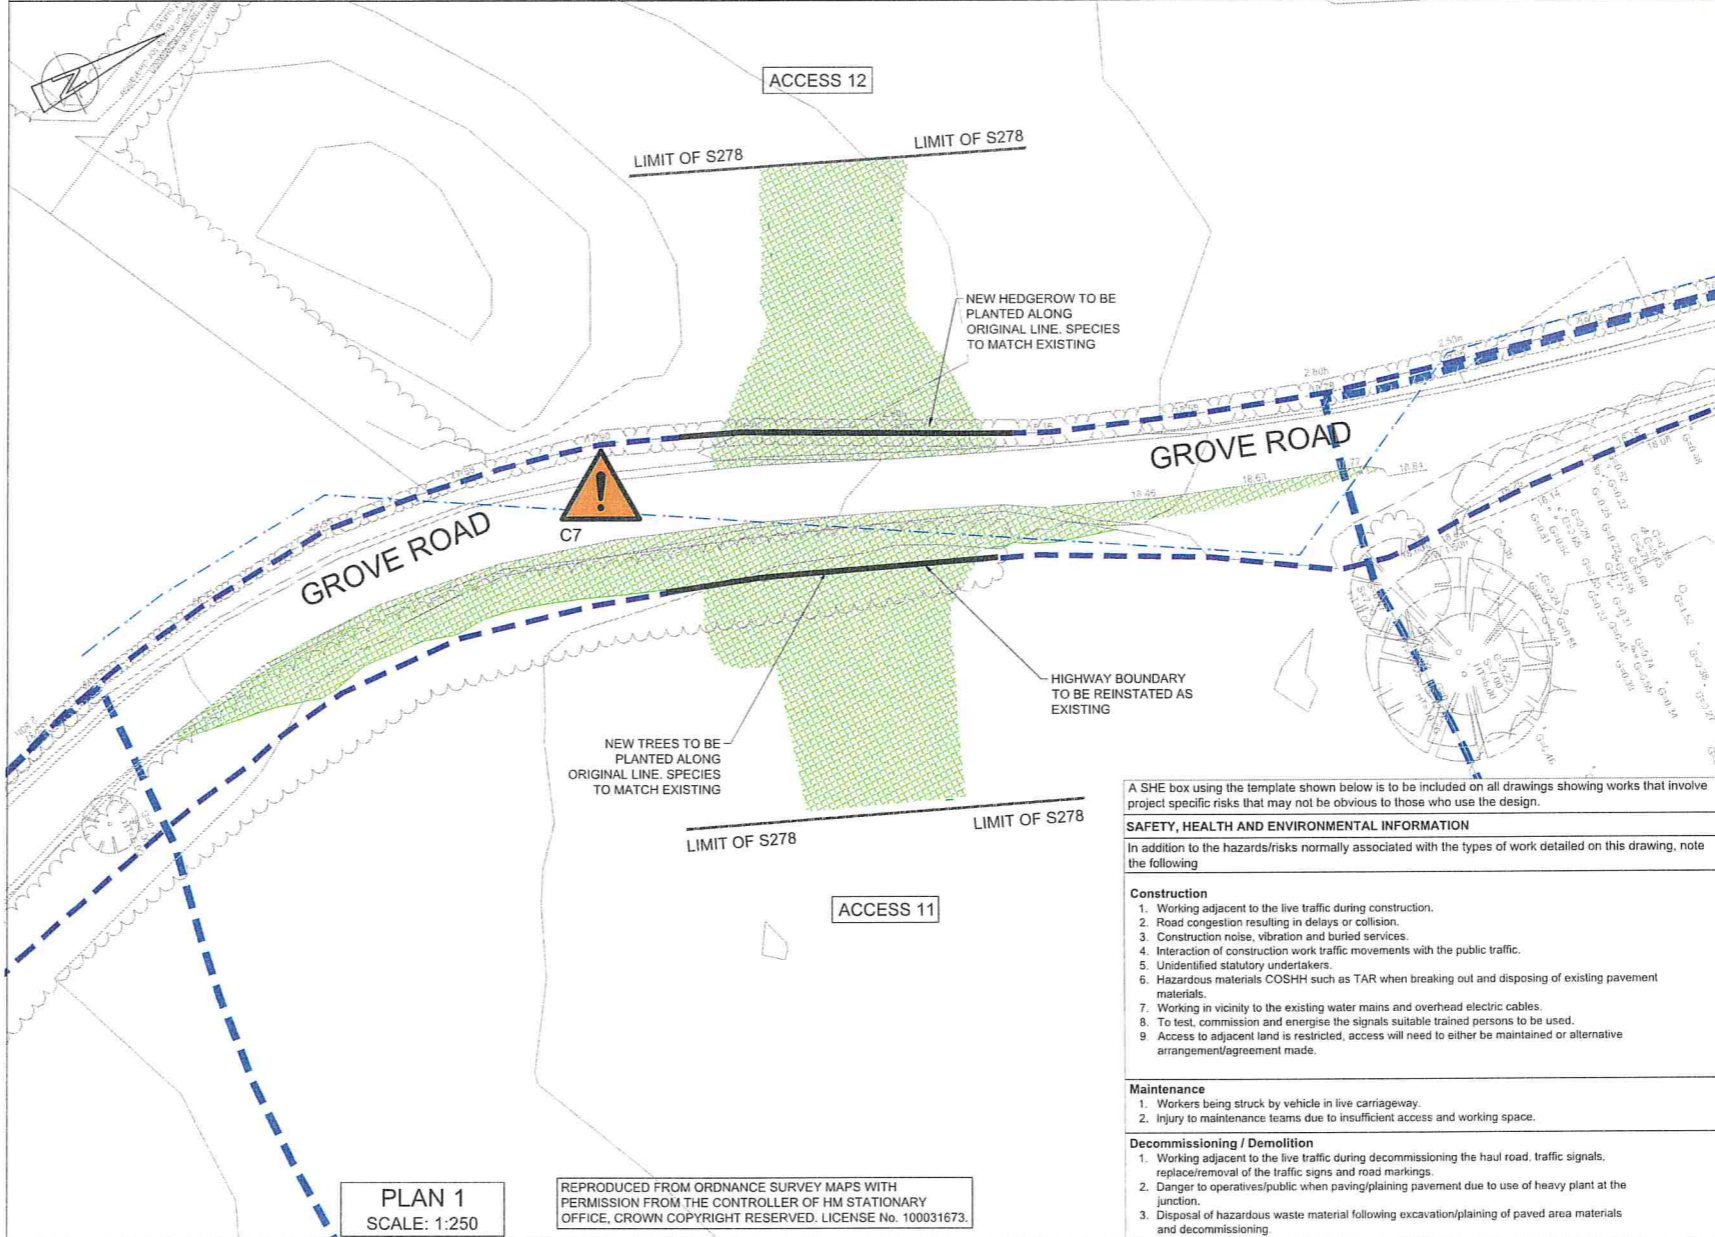 ACCESS 12
LIMIT OF S278
LIMIT OF S278
NEW HEDGEROW TO BE
PLANTED ALONG
ORIGINAL LINE. SPECIES
TO MATCH EXISTING
GROVE ROAD
C7
GROVE ROAD
18.46
18.63
18.84
HIGHWAY BOUNDARY
TO BE REINSTATED AS
EXISTING
NEW TREES TO BE
PLANTED ALONG
ORIGINAL LINE. SPECIES
TO MATCH EXISTING
LIMIT OF S278
LIMIT OF S278
ACCESS 11
A SHE box using the template shown below is to be included on all drawings showing works that involve
project specific risks that may not be obvious to those who use the design.
SAFETY, HEALTH AND ENVIRONMENTAL INFORMATION
In addition to the hazards/risks normally associated with the types of work detailed on this drawing, note
the following
Construction
1. Working adjacent to the live traffic during construction.
2. Road congestion resulting in delays or collision.
3. Construction noise, vibration and buried services.
4. Interaction of construction work traffic movements with the public traffic.
5. Unidentified statutory undertakers.
6. Hazardous materials COSHH such as TAR when breaking out and disposing of existing pavement
materials.
7. Working in vicinity to the existing water mains and overhead electric cables.
8. To test, commission and energise the signals suitable trained persons to be used.
9 Access to adjacent land is restricted, access will need to either be maintained or alternative
arrangement/agreement made.
Maintenance
1. Workers being struck by vehicle in live carriageway.
2. Injury to maintenance teams due to insufficient access and working space.
Decommissioning / Demolition
1. Working adjacent to the live traffic during decommissioning the haul road, traffic signals,
replace/removal of the traffic signs and road markings.
2. Danger to operatives/public when paving/plaining pavement due to use of heavy plant at the
junction.
3. Disposal of hazardous waste material following excavation/plaining of paved area materials
and decommissioning.
PLAN 1
SCALE: 1:250
REPRODUCED FROM ORDNANCE SURVEY MAPS WITH
PERMISSION FROM THE CONTROLLER OF HM STATIONARY
OFFICE, CROWN COPYRIGHT RESERVED. LICENSE No. 100031673.